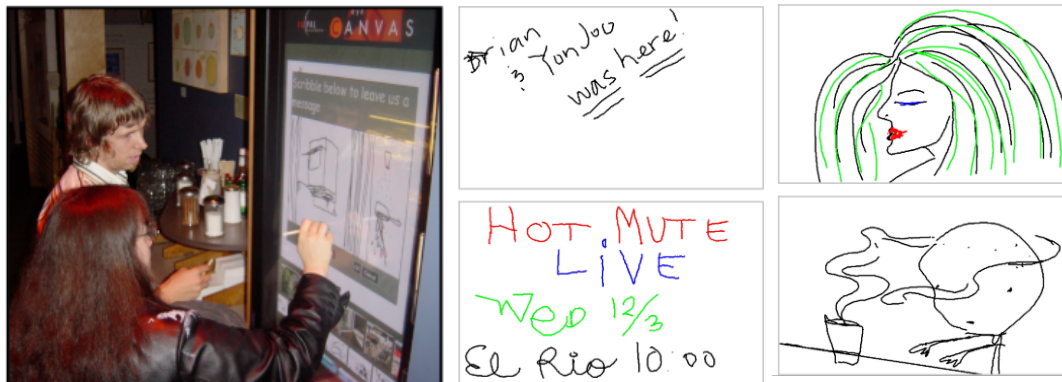 CANVAS
Scribble below to leave us a
message
Brian
& YonJoo
was here!
HOT MUTE
LiVE
WED 12/3
El Rio 10:00